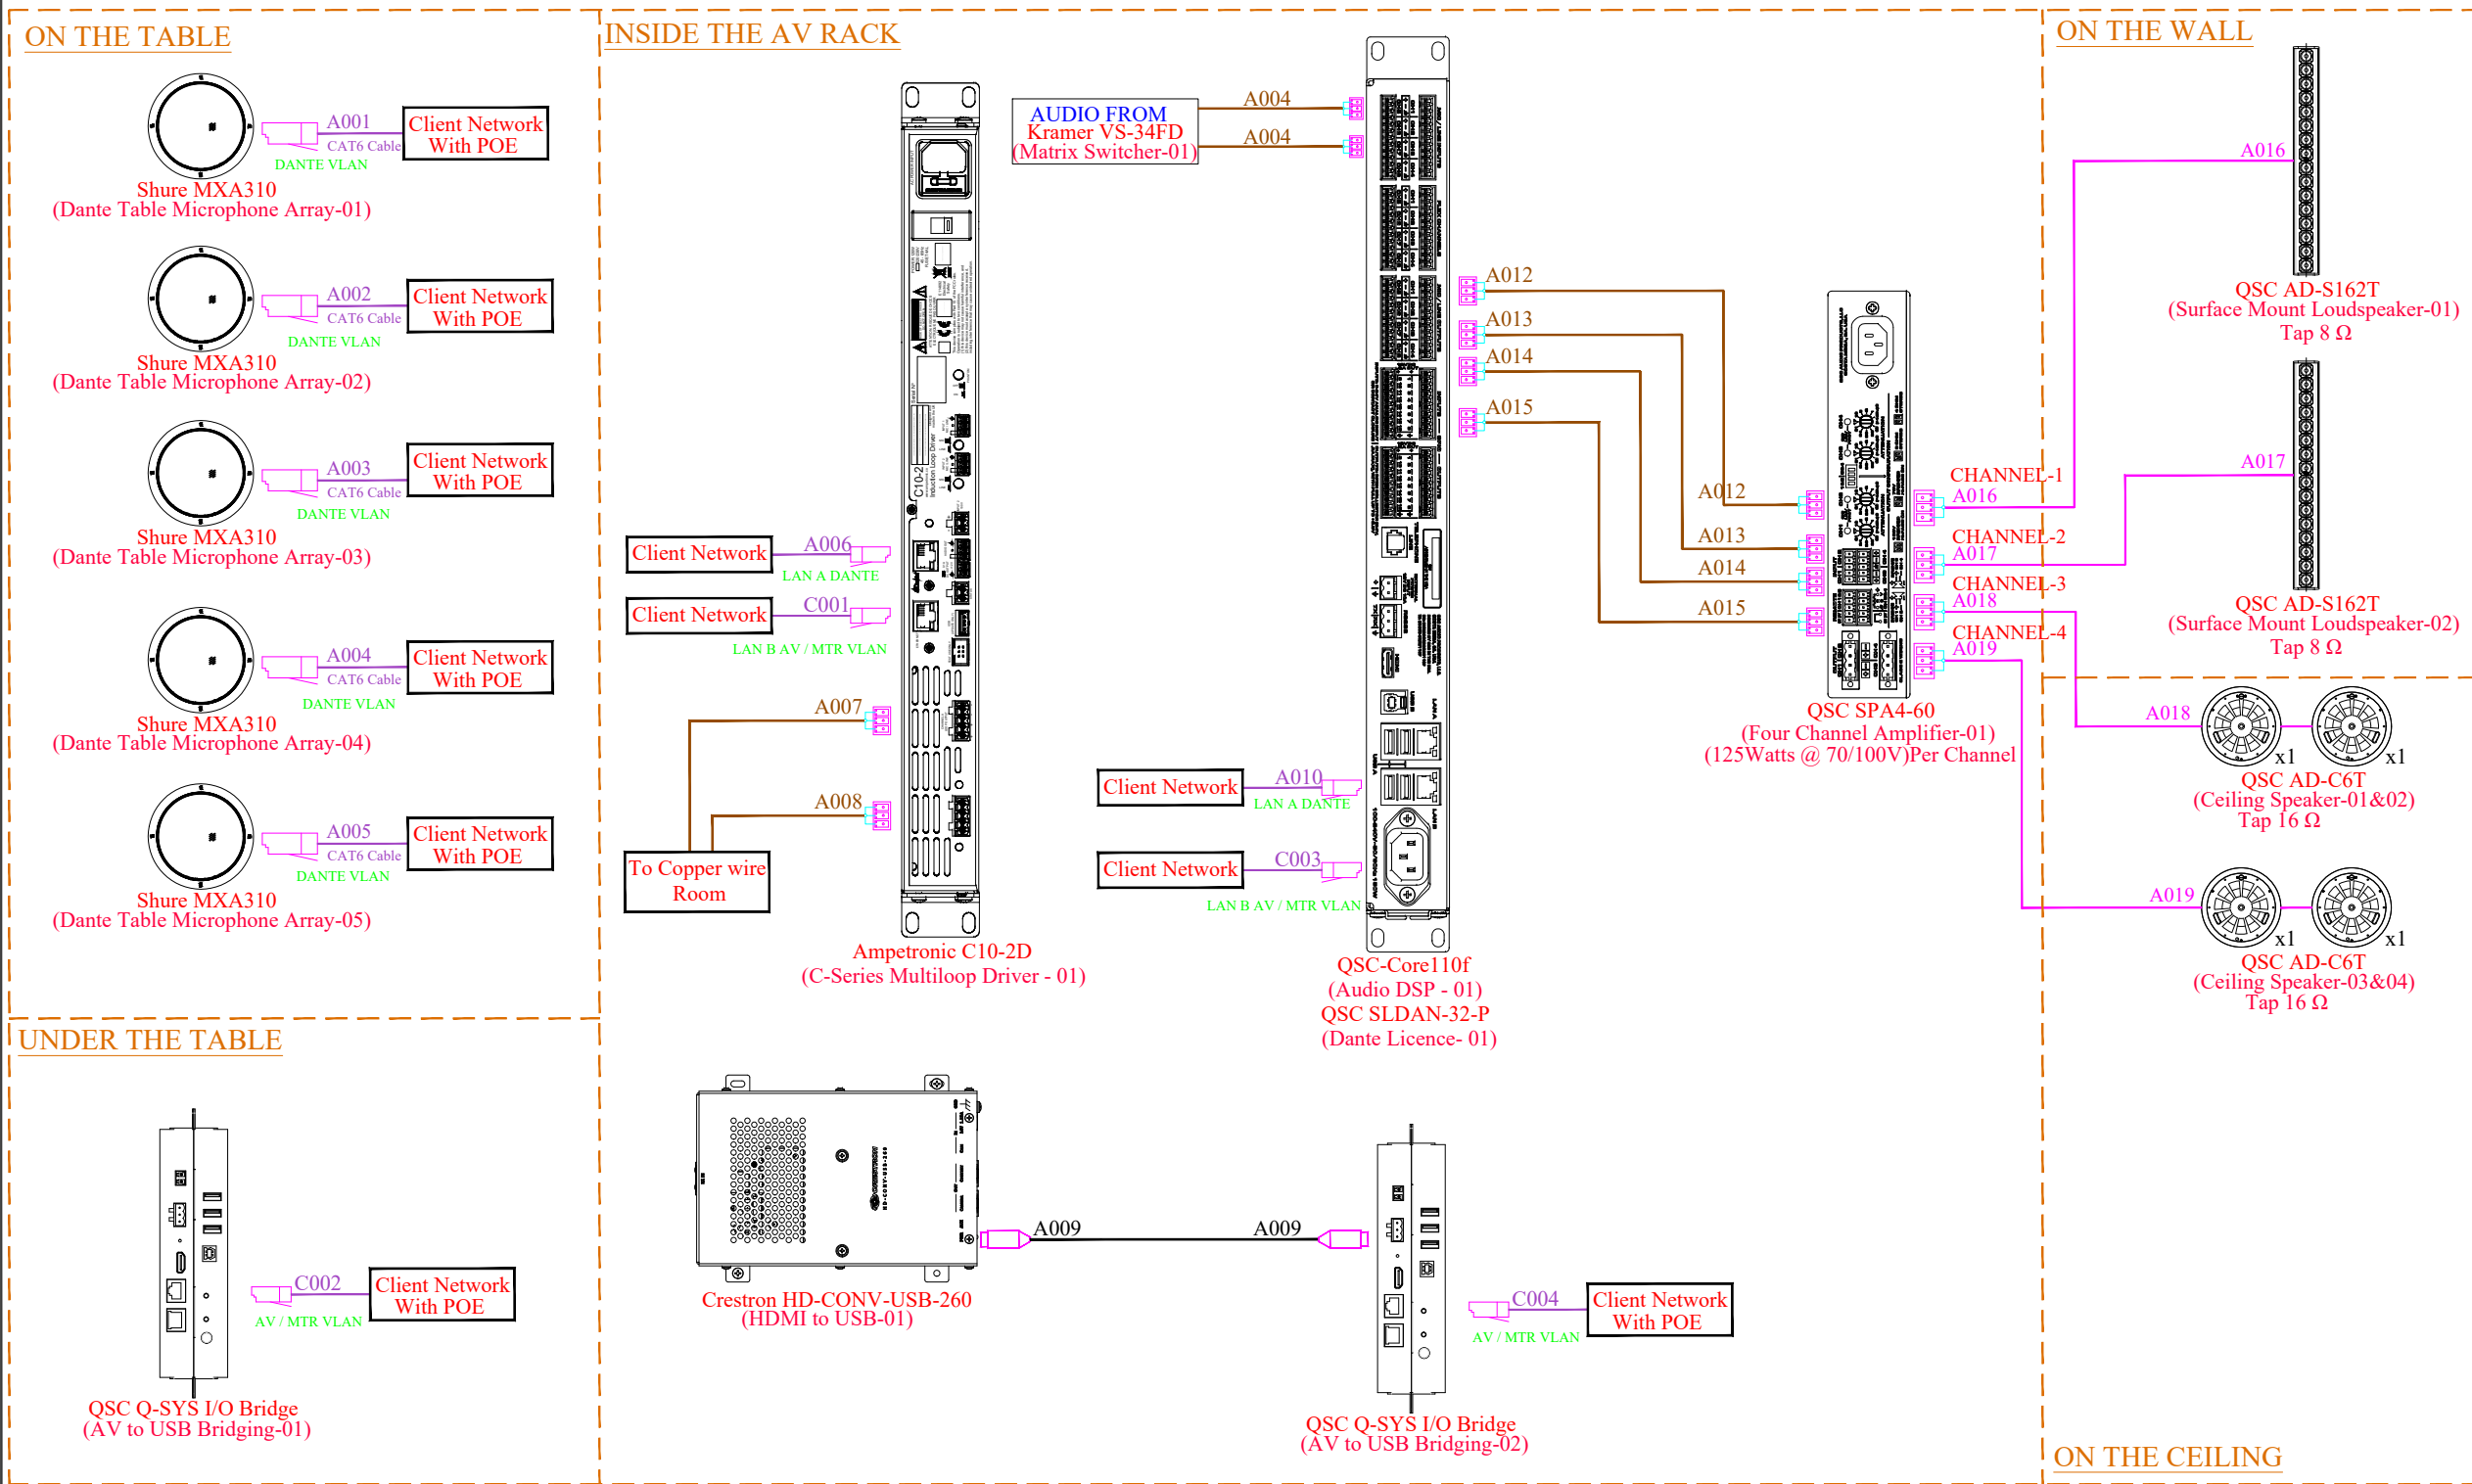 ON THE TABLE
A001
CAT6 Cable
DANTE VLAN
Client Network
With POE
Shure MXA310
(Dante Table Microphone Array-01)
A002
CAT6 Cable
DANTE VLAN
Client Network
With POE
Shure MXA310
(Dante Table Microphone Array-02)
A003
CAT6 Cable
DANTE VLAN
Client Network
With POE
Shure MXA310
(Dante Table Microphone Array-03)
A004
CAT6 Cable
DANTE VLAN
Client Network
With POE
Shure MXA310
(Dante Table Microphone Array-04)
A005
CAT6 Cable
DANTE VLAN
Client Network
With POE
Shure MXA310
(Dante Table Microphone Array-05)
UNDER THE TABLE
C002
AV / MTR VLAN
Client Network
With POE
QSC Q-SYS I/O Bridge
(AV to USB Bridging-01)
INSIDE THE AV RACK
AUDIO FROM
Kramer VS-34FD
(Matrix Switcher-01)
A004
A004
Client Network
A006
LAN A DANTE
Client Network
C001
LAN B AV / MTR VLAN
A007
A008
To Copper wire
Room
C10-2
Induction Loop Driver
Ampetronic C10-2D
(C-Series Multiloop Driver - 01)
Client Network
A010
LAN A DANTE
Client Network
C003
LAN B AV / MTR VLAN
QSC-Core110f
(Audio DSP - 01)
QSC SLDAN-32-P
(Dante Licence- 01)
A012
A013
A014
A015
A012
A013
A014
A015
CHANNEL-1
A016
CHANNEL-2
A017
CHANNEL-3
A018
CHANNEL-4
A019
QSC SPA4-60
(Four Channel Amplifier-01)
(125Watts @ 70/100V)Per Channel
CRESTRON
HD-CONV-USB-260
A009
A009
Crestron HD-CONV-USB-260
(HDMI to USB-01)
C004
AV / MTR VLAN
Client Network
With POE
QSC Q-SYS I/O Bridge
(AV to USB Bridging-02)
ON THE WALL
A016
QSC AD-S162T
(Surface Mount Loudspeaker-01)
Tap 8 Ω
A017
QSC AD-S162T
(Surface Mount Loudspeaker-02)
Tap 8 Ω
A018
x1
x1
QSC AD-C6T
(Ceiling Speaker-01&02)
Tap 16 Ω
A019
x1
x1
QSC AD-C6T
(Ceiling Speaker-03&04)
Tap 16 Ω
ON THE CEILING